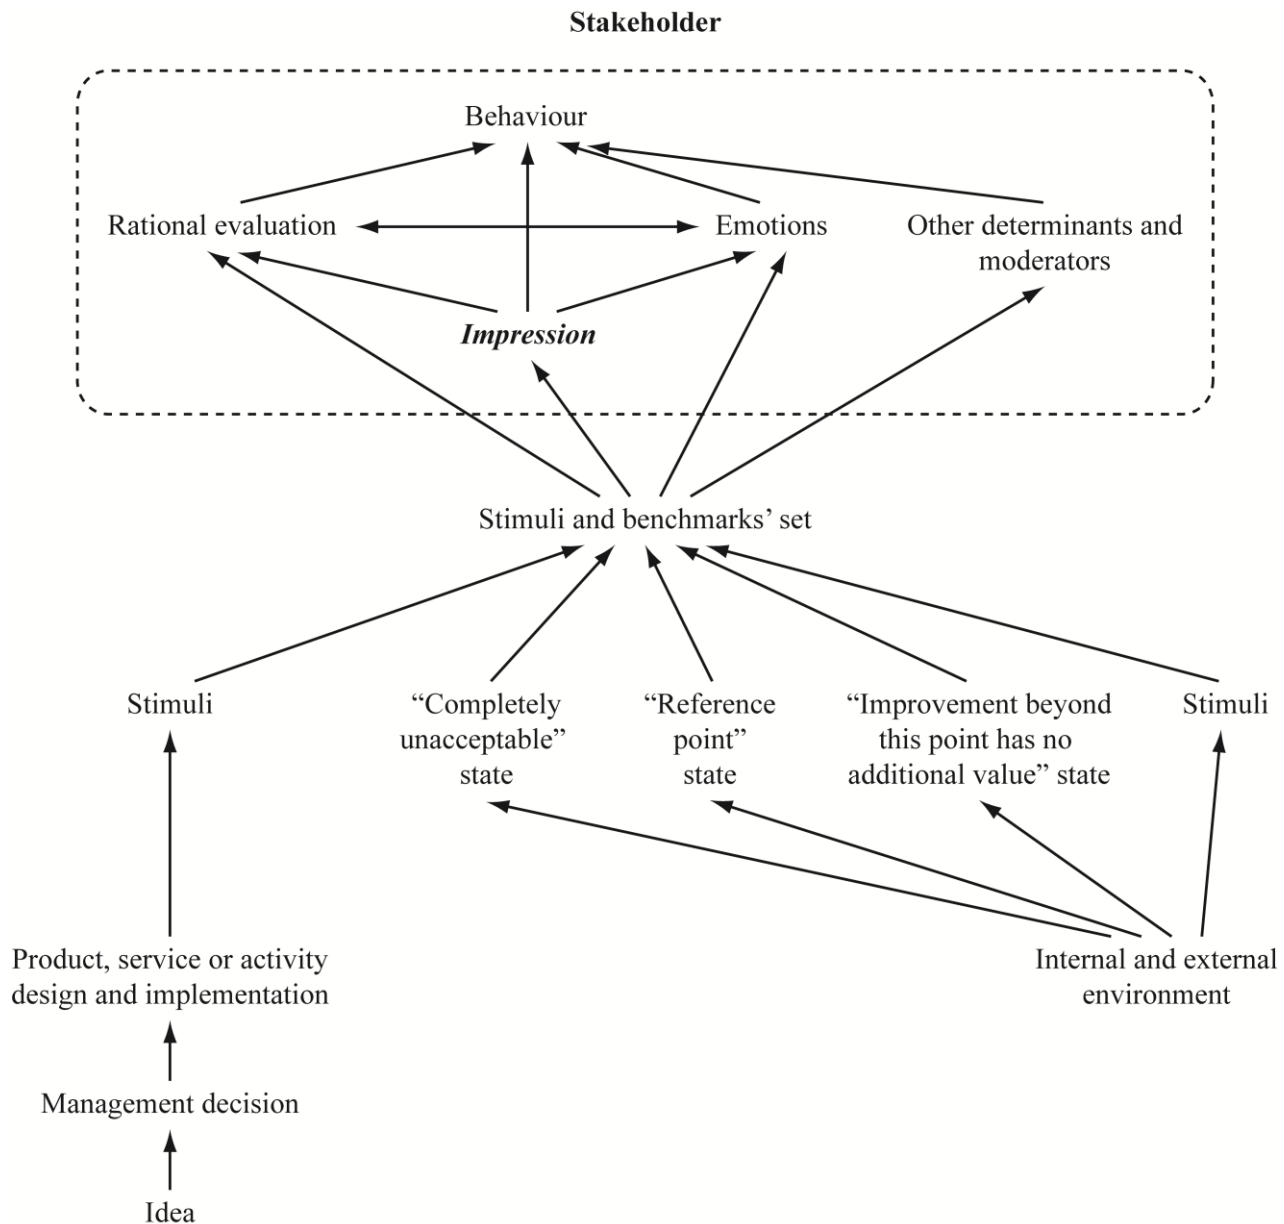 Stakeholder
Behaviour
Rational evaluation
Emotions
Other determinants and
moderators
Impression
Stimuli and benchmarks’ set
Stimuli
“Completely
unacceptable”
state
“Reference
point”
state
“Improvement beyond
this point has no
additional value” state
Stimuli
Product, service or activity
design and implementation
Internal and external
environment
Management decision
Idea